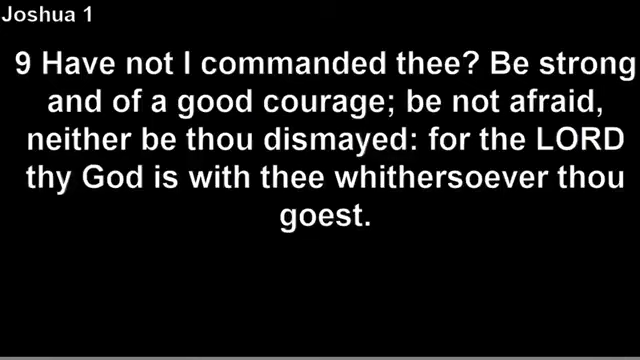 Joshua 1
9 Have not I commanded thee? Be strong
and of a good courage; be not afraid,
neither be thou dismayed: for the LORD
thy God is with thee whithersoever thou
goest.